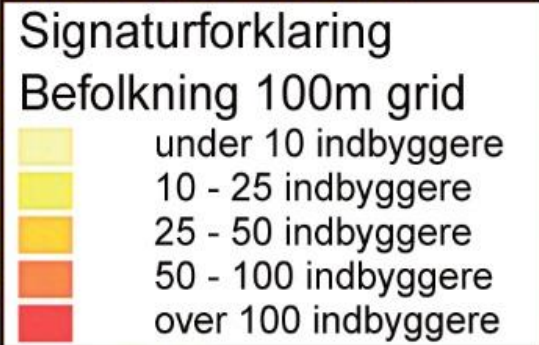 Signaturforklaring
Befolkning 100m grid
under 10 indbyggere
10 - 25 indbyggere
25 - 50 indbyggere
50 - 100 indbyggere
over 100 indbyggere